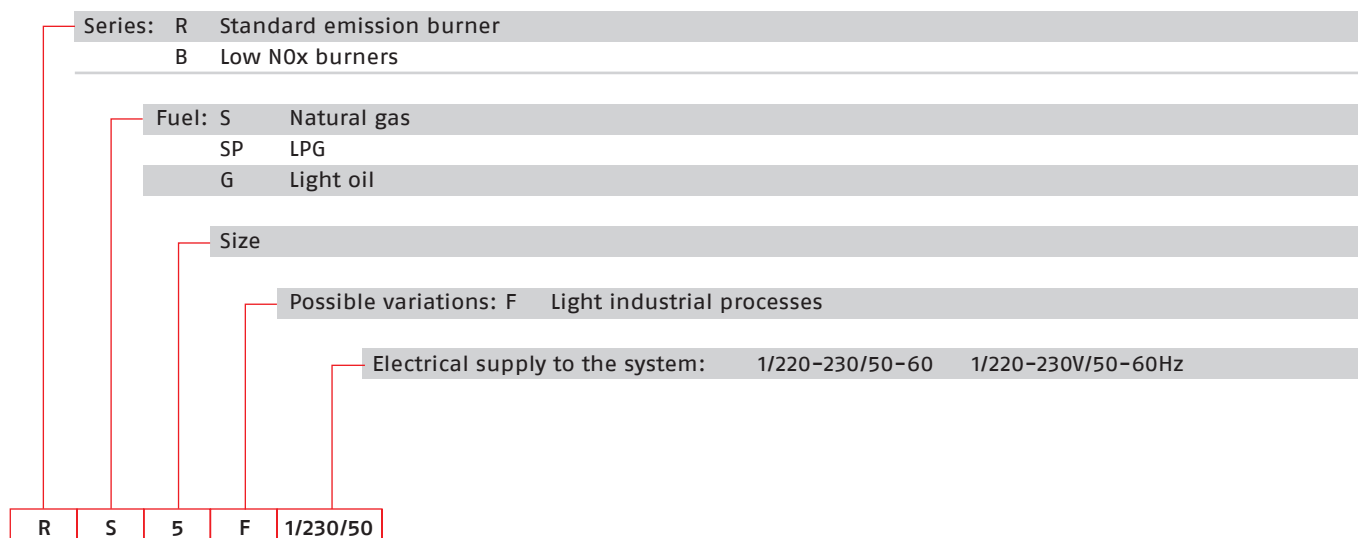 Series: R Standard emission burner
B Low N0x burners
Fuel: S Natural gas
SP LPG
G Light oil
Size
Possible variations: F Light industrial processes
Electrical supply to the system: 1/220-230/50-60 1/220-230V/50-60Hz
R S 5 F 1/230/50